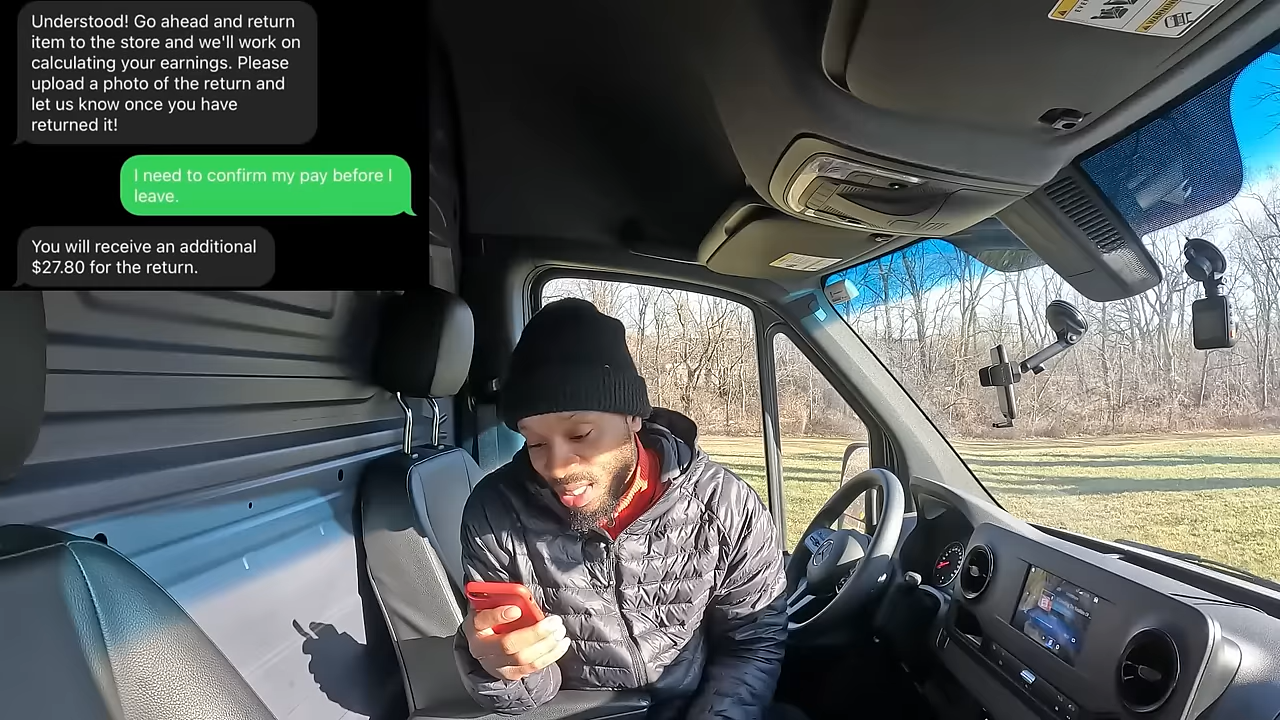 Understood! Go ahead and return
item to the store and we'll work on
calculating your earnings. Please
upload a photo of the return and
let us know once you have
returned it!
I need to confirm my pay before I
leave.
You will receive an additional
$27.80 for the return.
WARNING